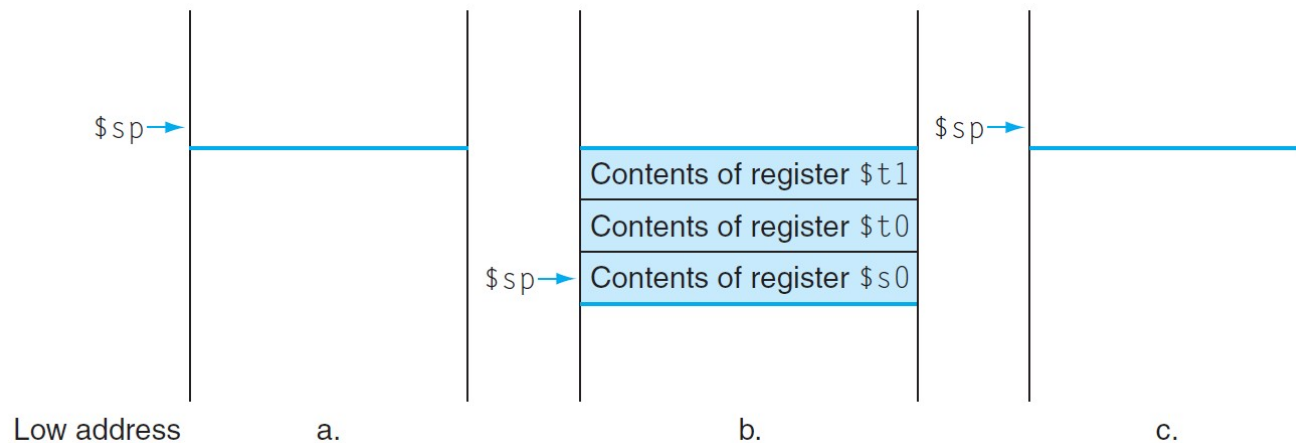 $sp
$sp
Contents of register $t1
Contents of register $t0
$sp
Contents of register $s0
Low address
a.
b.
c.